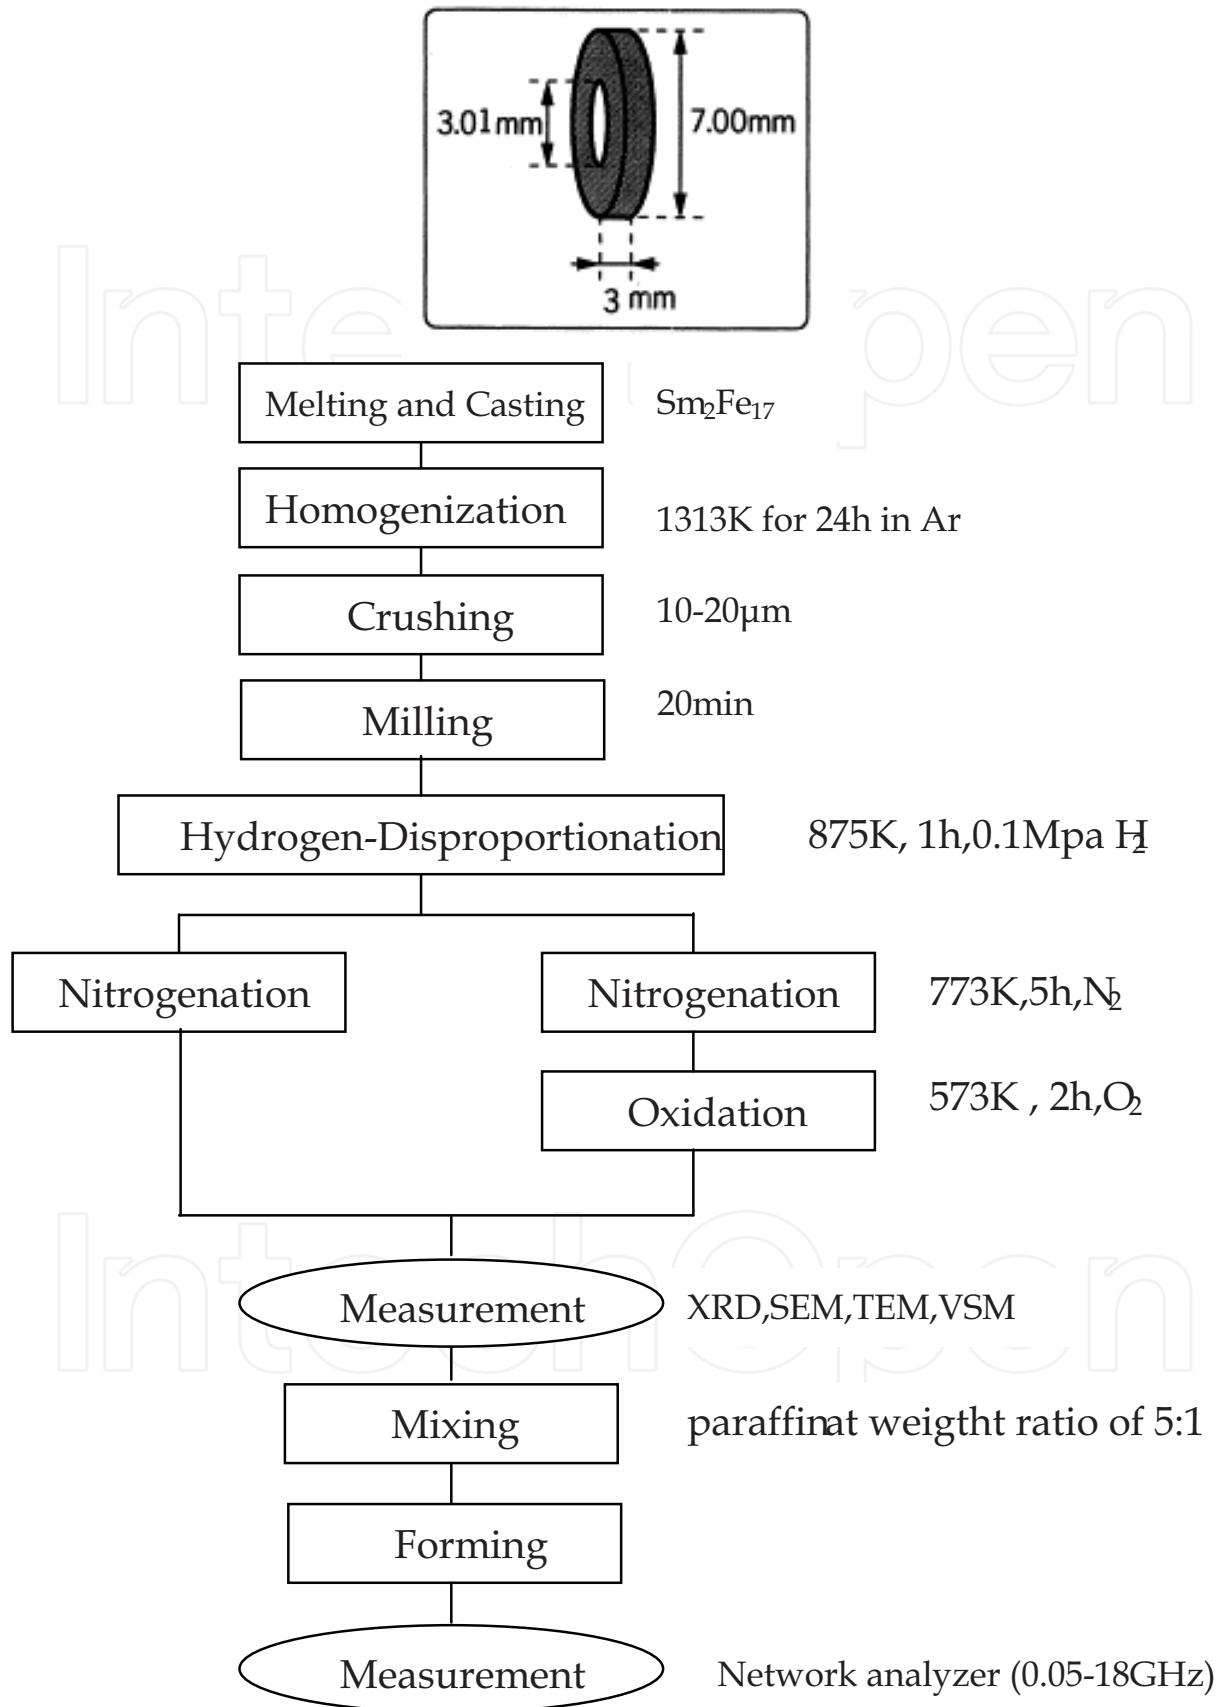 3.01mm
7.00mm
3 mm
Melting and Casting
Sm₂Fe₁₇
Homogenization
1313K for 24h in Ar
Crushing
10-20µm
Milling
20min
Hydrogen-Disproportionation
875K, 1h,0.1Mpa H₂
Nitrogenation
Nitrogenation
773K,5h,N₂
Oxidation
573K , 2h,O₂
Measurement
XRD,SEM,TEM,VSM
Mixing
paraffinat weigtht ratio of 5:1
Forming
Measurement
Network analyzer (0.05-18GHz)
IntechOpen
IntechOpen